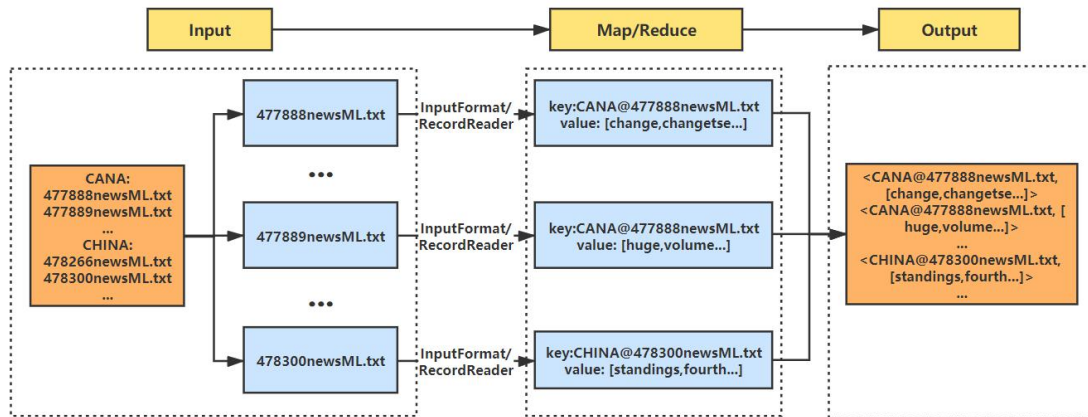 Input
Map/Reduce
Output
CANA:
477888newsML.txt
477889newsML.txt
...
CHINA:
478266newsML.txt
478300newsML.txt
...
477888newsML.txt
...
477889newsML.txt
...
478300newsML.txt
InputFormat/
RecordReader
InputFormat/
RecordReader
InputFormat/
RecordReader
key:CANA@477888newsML.txt
value: [change,changetse...]
key:CANA@477888newsML.txt
value: [huge,volume...]
key:CHINA@478300newsML.txt
value: [standings,fourth...]
<CANA@477888newsML.txt,
[change,changetse...]>
<CANA@477888newsML.txt, [
huge,volume...]>
...
<CHINA@478300newsML.txt,
[standings,fourth...]>
...